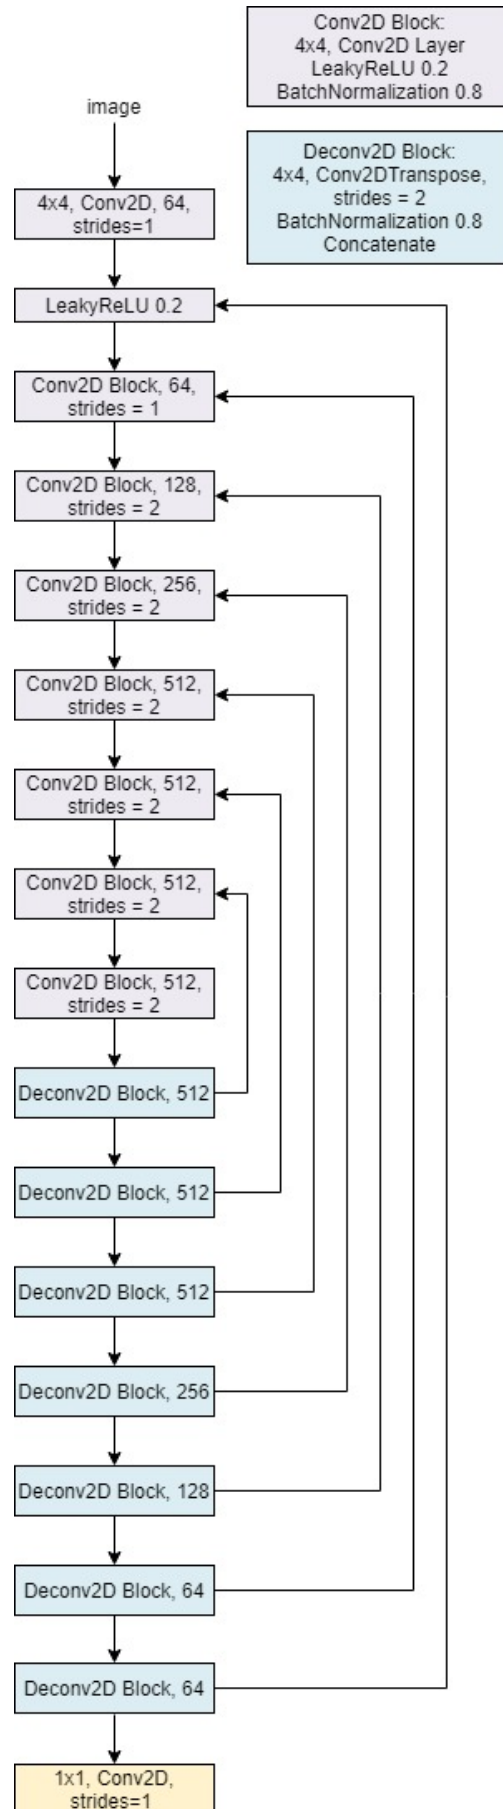 Conv2D Block:
4x4, Conv2D Layer
LeakyReLU 0.2
BatchNormalization 0.8
image
Deconv2D Block:
4x4, Conv2DTranspose,
strides = 2
BatchNormalization 0.8
Concatenate
4x4, Conv2D, 64,
strides=1
LeakyReLU 0.2
Conv2D Block, 64,
strides = 1
Conv2D Block, 128,
strides = 2
Conv2D Block, 256,
strides = 2
Conv2D Block, 512,
strides = 2
Conv2D Block, 512,
strides = 2
Conv2D Block, 512,
strides = 2
Conv2D Block, 512,
strides = 2
Deconv2D Block, 512
Deconv2D Block, 512
Deconv2D Block, 512
Deconv2D Block, 256
Deconv2D Block, 128
Deconv2D Block, 64
Deconv2D Block, 64
1x1, Conv2D,
strides=1